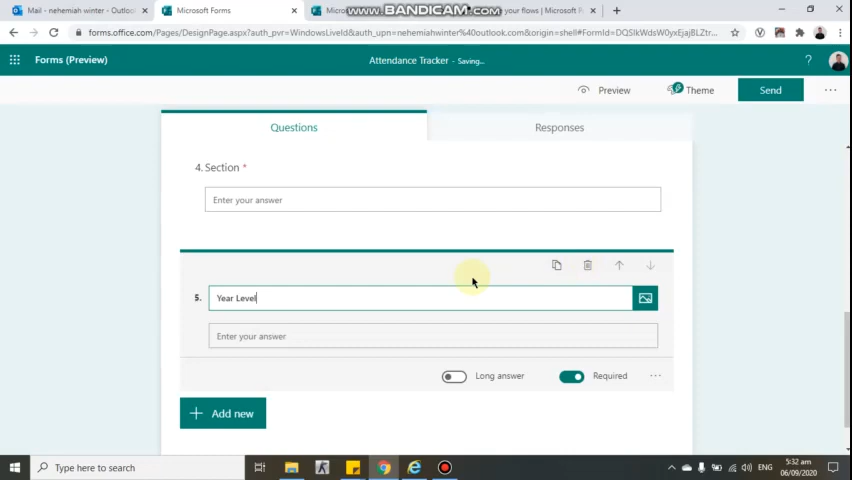 Mail - nehemiah winter - Outlook
Microsoft Forms
Micros
WWW.BANDICAM.COM
your flows | Microsoft P
forms.office.com/Pages/DesignPage.aspx?auth_pvr=WindowsLiveId&auth_upn=nehemiahwinter%40outlook.com&origin=shell#FormId=DQSIkWdsW0yxEjajBLZtr...
Forms (Preview)
Attendance Tracker - Saving...
?
Preview
Theme
Send
Questions
Responses
4. Section *
Enter your answer
5. Year Level
Enter your answer
Long answer
Required
Add new
Type here to search
ENG
5:32 am
06/09/2020